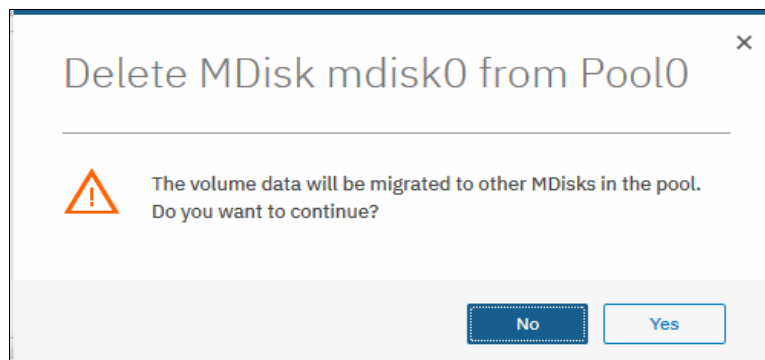 Delete MDisk mdisk0 from Pool0
The volume data will be migrated to other MDisks in the pool.
Do you want to continue?
No
Yes